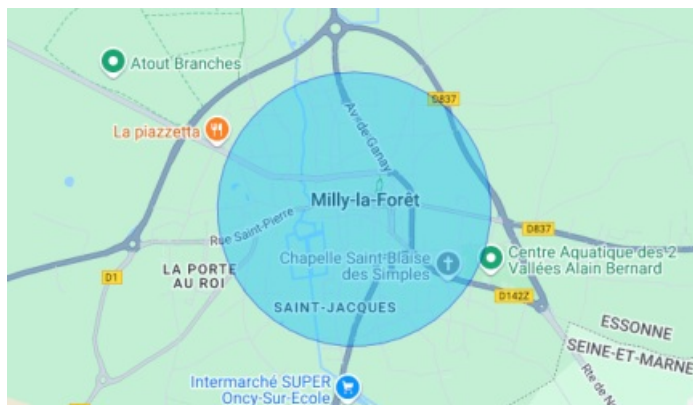 Atout Branches
D837
Av. de Ganay
La piazzetta
Milly-la-Forêt
Rue Saint-Pierre
D837
Chapelle Saint-Blaise
des Simples
Centre Aquatique des 2
Vallées Alain Bernard
LA PORTE
AU ROI
D1
D142Z
SAINT-JACQUES
ESSONNE
SEINE-ET-MARNE
Rte de N
Intermarché SUPER
Oncy-Sur-Ecole